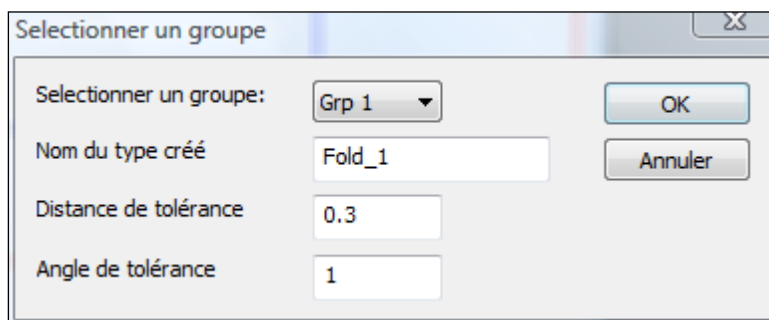 Selectionner un groupe
Selectionner un groupe: Grp 1 OK
Nom du type créé Fold_1 Annuler
Distance de tolérance 0.3
Angle de tolérance 1